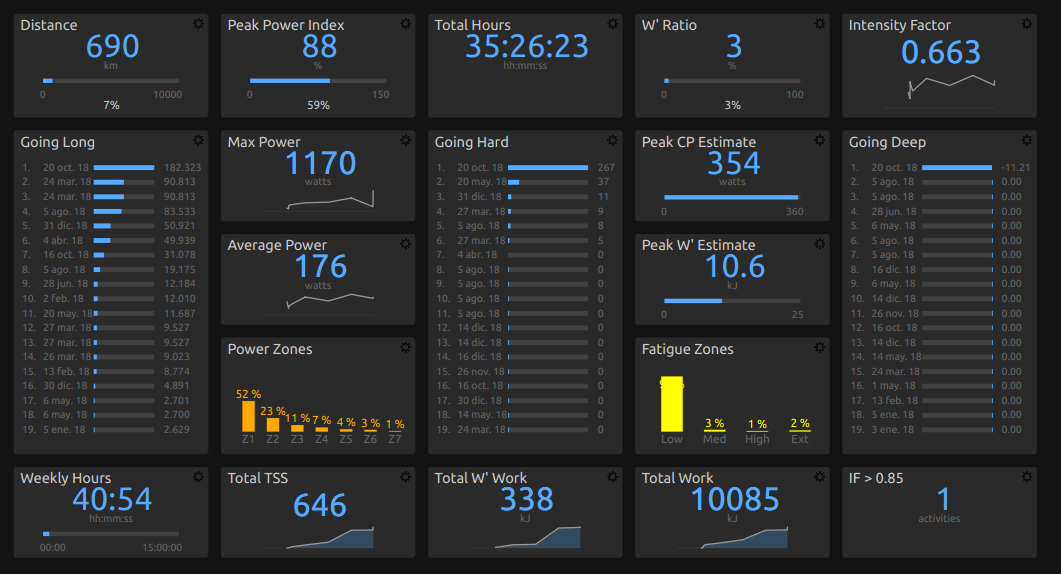 Distance
690
km
0 10000
7%
Peak Power Index
88
%
0 150
59%
Total Hours
35:26:23
hh:mm:ss
W' Ratio
3
%
0 100
3%
Intensity Factor
0.663
Going Long
1. 20 oct. 18 182.323
2. 24 mar. 18 90.813
3. 24 mar. 18 90.813
4. 5 ago. 18 83.533
5. 31 dic. 18 50.921
6. 4 abr. 18 49.939
7. 16 oct. 18 31.078
8. 5 ago. 18 19.175
9. 28 jun. 18 12.184
10. 2 feb. 18 12.010
11. 20 may. 18 11.687
12. 27 mar. 18 9.527
13. 27 mar. 18 9.527
14. 26 mar. 18 9.023
15. 13 feb. 18 8.774
16. 30 dic. 18 4.891
17. 6 may. 18 2.701
18. 6 may. 18 2.700
19. 5 ene. 18 2.629
Max Power
1170
watts
Average Power
176
watts
Power Zones
52 % 23 % 11 % 7 % 4 % 3 % 1 %
Z1 Z2 Z3 Z4 Z5 Z6 Z7
Going Hard
1. 20 oct. 18 267
2. 20 may. 18 37
3. 31 dic. 18 11
4. 27 mar. 18 9
5. 5 ago. 18 8
6. 27 mar. 18 5
7. 4 abr. 18 0
8. 5 ago. 18 0
9. 5 ago. 18 0
10. 5 ago. 18 0
11. 5 ago. 18 0
12. 14 dic. 18 0
13. 14 dic. 18 0
14. 16 dic. 18 0
15. 26 nov. 18 0
16. 16 oct. 18 0
17. 30 dic. 18 0
18. 14 may. 18 0
19. 24 mar. 18 0
Peak CP Estimate
354
watts
0 360
Peak W' Estimate
10.6
kJ
0 25
Fatigue Zones
3 % 1 % 2 %
Low Med High Ext
Going Deep
1. 20 oct. 18 -11.21
2. 5 ago. 18 0.00
3. 5 ago. 18 0.00
4. 28 jun. 18 0.00
5. 6 may. 18 0.00
6. 5 ago. 18 0.00
7. 5 ago. 18 0.00
8. 16 dic. 18 0.00
9. 6 may. 18 0.00
10. 14 dic. 18 0.00
11. 26 nov. 18 0.00
12. 16 oct. 18 0.00
13. 14 dic. 18 0.00
14. 14 may. 18 0.00
15. 24 mar. 18 0.00
16. 1 may. 18 0.00
17. 13 feb. 18 0.00
18. 5 ene. 18 0.00
19. 3 ene. 18 0.00
Weekly Hours
40:54
hh:mm:ss
00:00 15:00:00
Total TSS
646
Total W' Work
338
kJ
Total Work
10085
kJ
IF > 0.85
1
activities